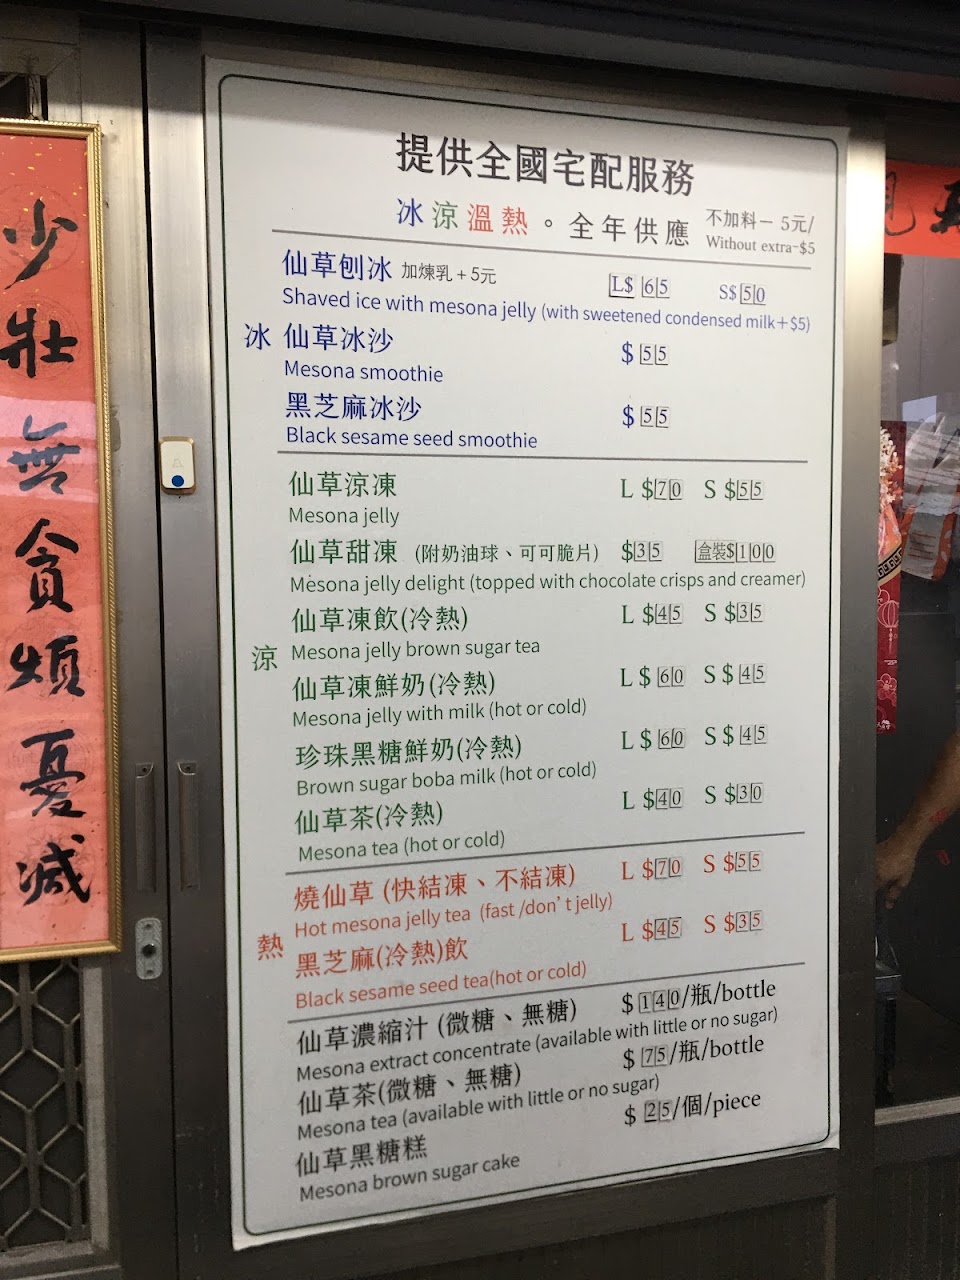 少壯無貪煩憂減
提供全國宅配服務
冰涼溫熱。全年供應 不加料－ 5元/
Without extra-$5
仙草刨冰 加煉乳+5元 L$ 65 S$50
Shaved ice with mesona jelly (with sweetened condensed milk+$5)
冰 仙草冰沙 $ 55
Mesona smoothie
黑芝麻冰沙 $ 55
Black sesame seed smoothie
仙草涼凍 L $70 S $55
Mesona jelly
仙草甜凍 (附奶油球、可可脆片) $35 盒裝$100
Mesona jelly delight (topped with chocolate crisps and creamer)
仙草凍飲(冷熱) L $45 S $35
涼 Mesona jelly brown sugar tea
仙草凍鮮奶(冷熱) L $ 60 S $ 45
Mesona jelly with milk (hot or cold)
珍珠黑糖鮮奶(冷熱) L $ 60 S $ 45
Brown sugar boba milk (hot or cold)
仙草茶(冷熱) L $40 S $30
Mesona tea (hot or cold)
燒仙草 (快結凍、不結凍) L $70 S $55
Hot mesona jelly tea (fast /don't jelly)
熱 黑芝麻(冷熱)飲 L $45 S $35
Black sesame seed tea(hot or cold)
仙草濃縮汁 (微糖、無糖) $ 140/瓶/bottle
Mesona extract concentrate (available with little or no sugar)
仙草茶(微糖、無糖) $ 75/瓶/bottle
Mesona tea (available with little or no sugar)
仙草黑糖糕 $ 25/個/piece
Mesona brown sugar cake